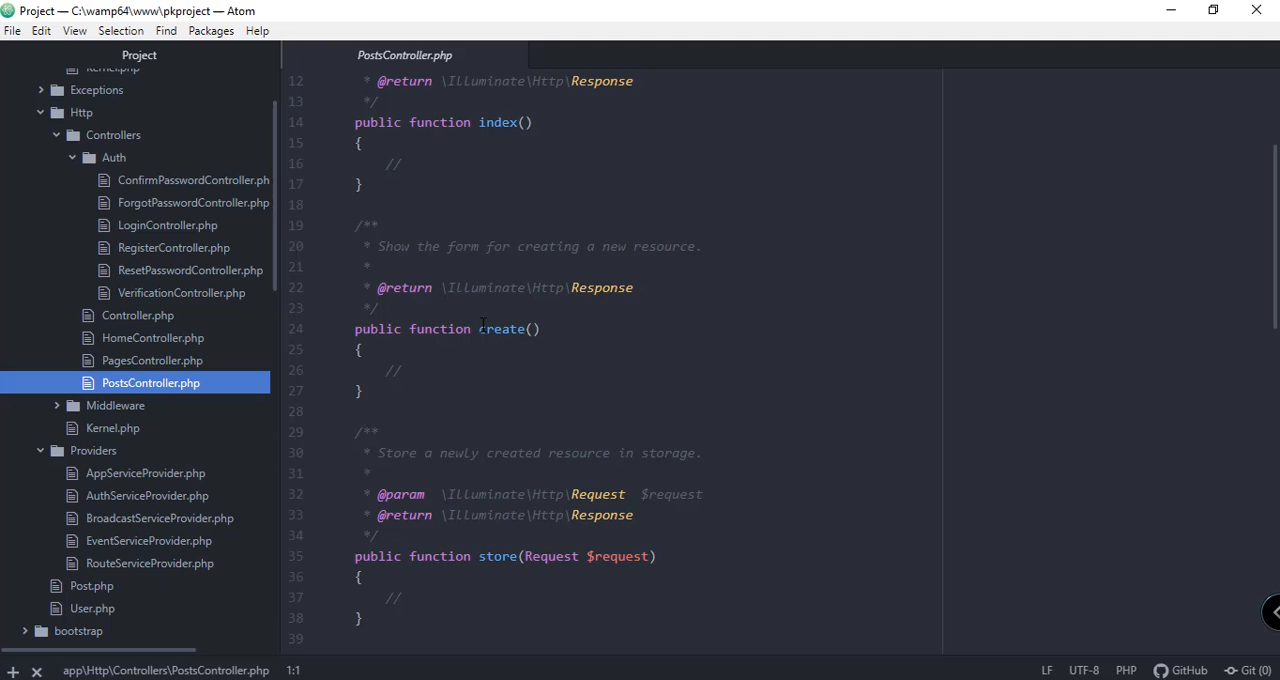 Project — C:\wamp64\www\pkproject — Atom
File Edit View Selection Find Packages Help
Project
PostsController.php
Kernel.php
Exceptions
Http
Controllers
Auth
ConfirmPasswordController.ph
ForgotPasswordController.php
LoginController.php
RegisterController.php
ResetPasswordController.php
VerificationController.php
Controller.php
HomeController.php
PagesController.php
PostsController.php
Middleware
Kernel.php
Providers
AppServiceProvider.php
AuthServiceProvider.php
BroadcastServiceProvider.php
EventServiceProvider.php
RouteServiceProvider.php
Post.php
User.php
bootstrap
12 * @return \Illuminate\Http\Response
13 */
14 public function index()
15 {
16 //
17 }
18
19 /**
20 * Show the form for creating a new resource.
21 *
22 * @return \Illuminate\Http\Response
23 */
24 public function create()
25 {
26 //
27 }
28
29 /**
30 * Store a newly created resource in storage.
31 *
32 * @param \Illuminate\Http\Request $request
33 * @return \Illuminate\Http\Response
34 */
35 public function store(Request $request)
36 {
37 //
38 }
39
app\Http\Controllers\PostsController.php 1:1 LF UTF-8 PHP GitHub Git (0)